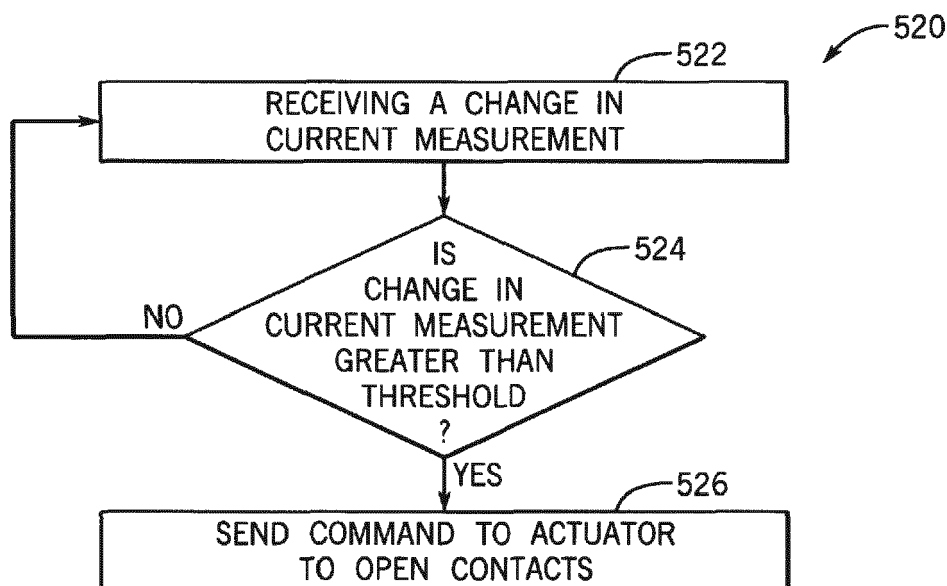 520
522
RECEIVING A CHANGE IN
CURRENT MEASUREMENT
524
IS
CHANGE IN
CURRENT MEASUREMENT
GREATER THAN
THRESHOLD
?
NO
YES
526
SEND COMMAND TO ACTUATOR
TO OPEN CONTACTS